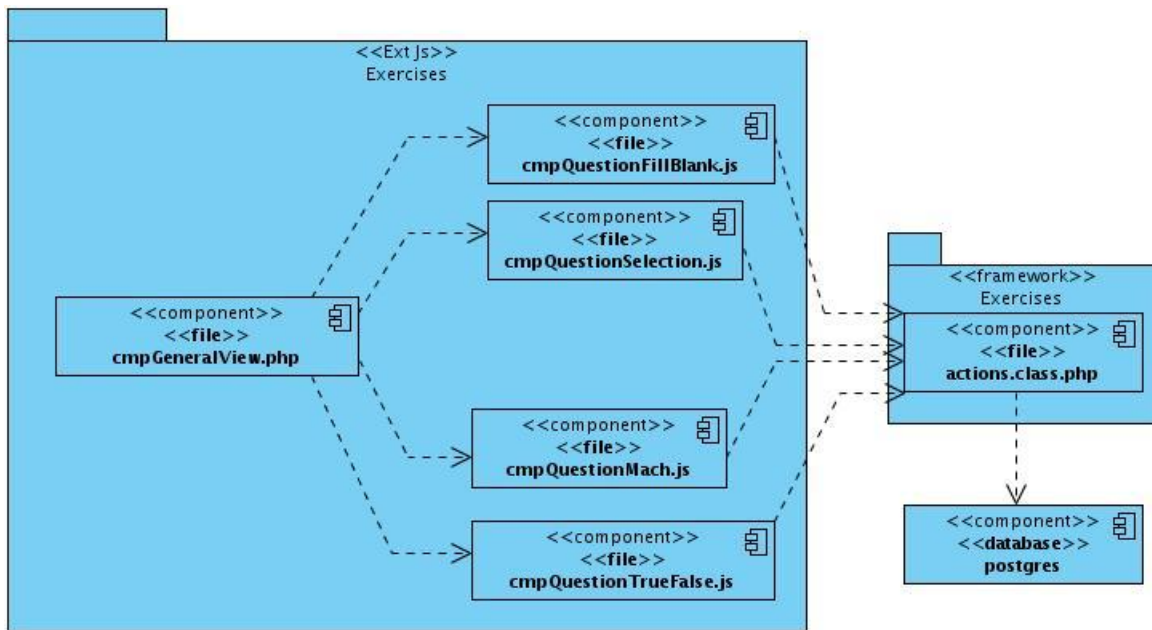 <<Ext Js>>
Exercises
<<component>>
<<file>>
cmpQuestionFillBlank.js
<<component>>
<<file>>
cmpQuestionSelection.js
<<component>>
<<file>>
cmpGeneralView.php
<<component>>
<<file>>
cmpQuestionMach.js
<<component>>
<<file>>
cmpQuestionTrueFalse.js
<<framework>>
Exercises
<<component>>
<<file>>
actions.class.php
<<component>>
<<database>>
postgres